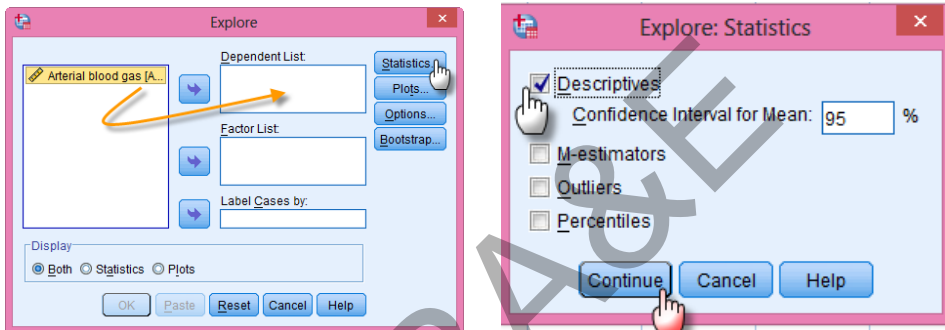 Explore
Dependent List:
Arterial blood gas [A...
Statistics...
Plots...
Options...
Bootstrap...
Factor List:
Label Cases by:
Display
Both Statistics Plots
OK Paste Reset Cancel Help
Explore: Statistics
Descriptives
Confidence Interval for Mean: 95 %
M-estimators
Outliers
Percentiles
Continue Cancel Help
A&E